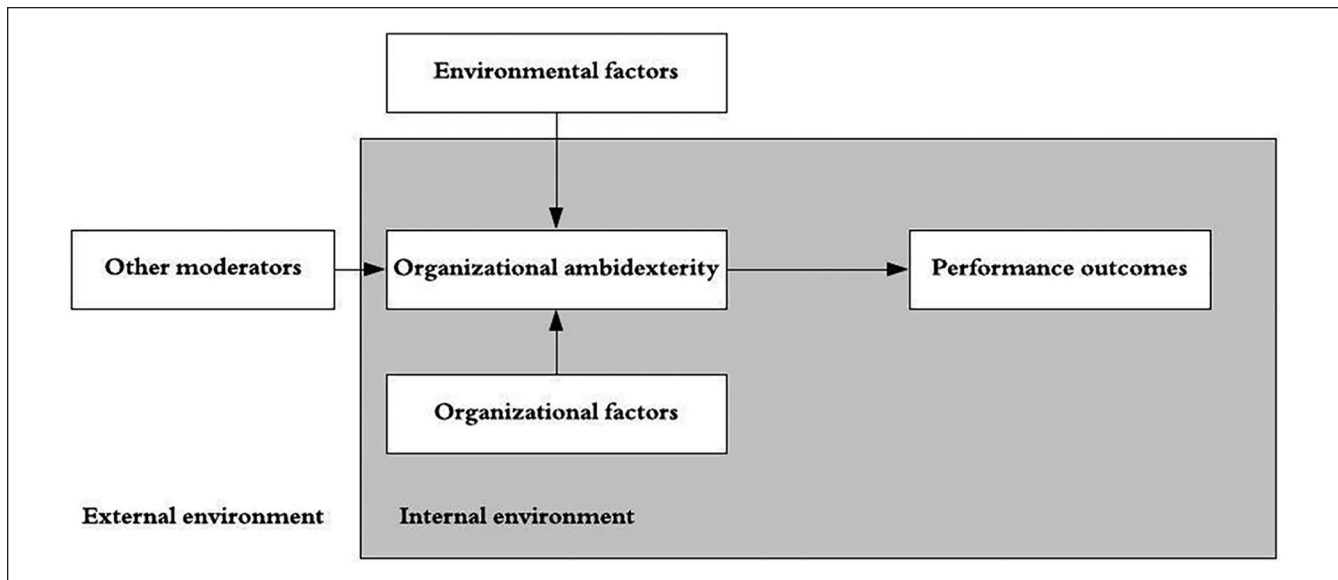 Environmental factors
Other moderators
Organizational ambidexterity
Performance outcomes
Organizational factors
External environment
Internal environment